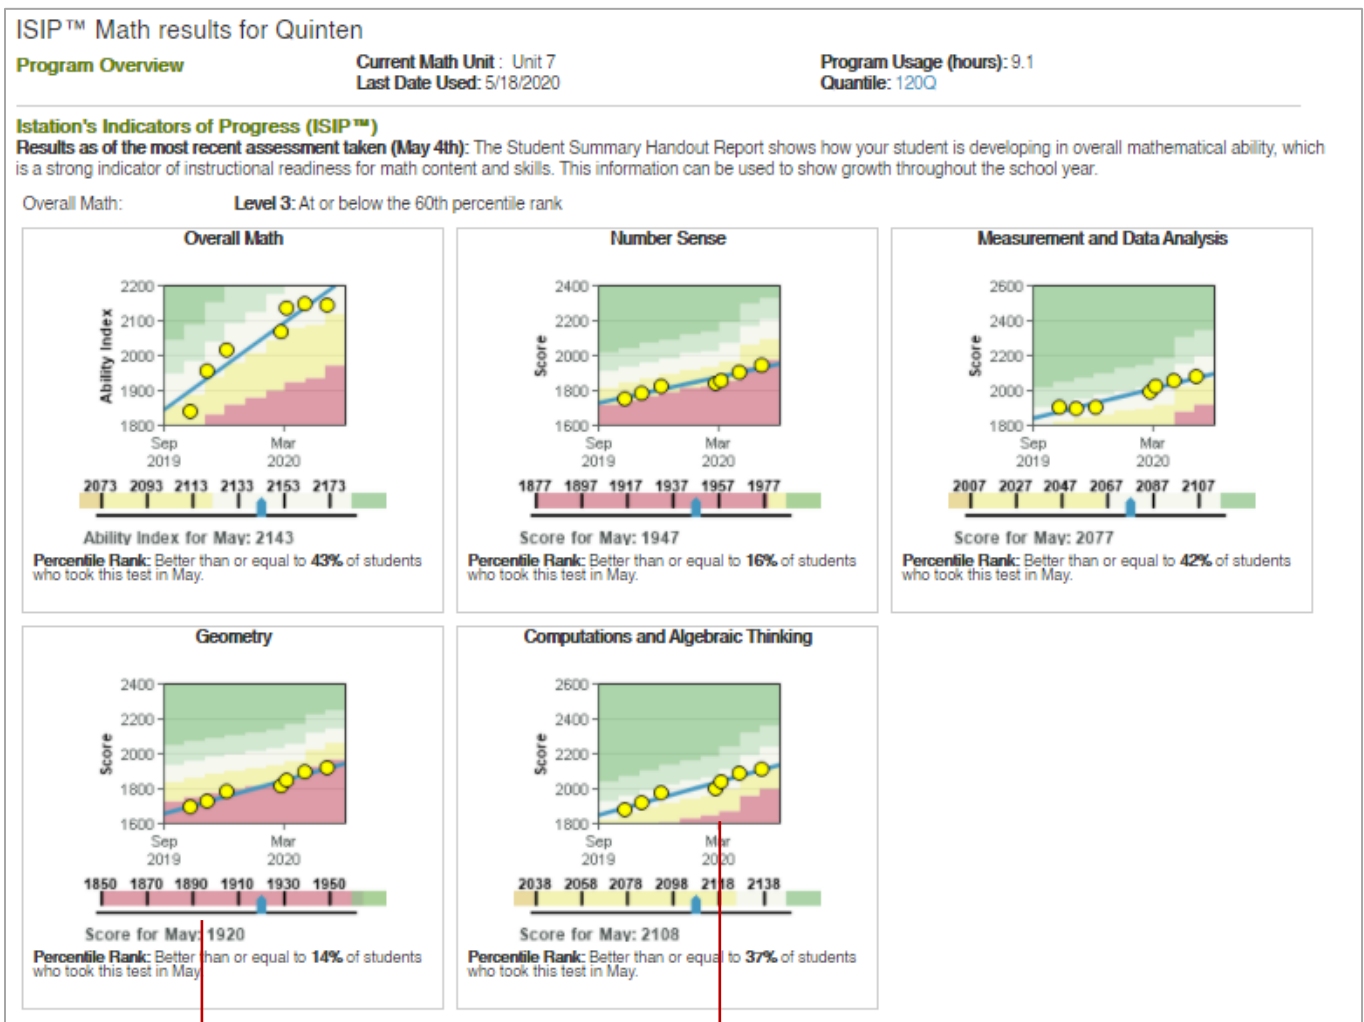 ISIP™ Math results for Quinten
Program Overview
Current Math Unit : Unit 7
Last Date Used: 5/18/2020
Program Usage (hours): 9.1
Quantile: 120Q
Istation's Indicators of Progress (ISIP™)
Results as of the most recent assessment taken (May 4th): The Student Summary Handout Report shows how your student is developing in overall mathematical ability, which
is a strong indicator of instructional readiness for math content and skills. This information can be used to show growth throughout the school year.
Overall Math: Level 3: At or below the 60th percentile rank
Overall Math
Ability Index
2200
2100
2000
1900
1800
Sep Mar
2019 2020
2073 2093 2113 2133 2153 2173
Ability Index for May: 2143
Percentile Rank: Better than or equal to 43% of students
who took this test in May.
Number Sense
Score
2400
2200
2000
1800
1600
Sep Mar
2019 2020
1877 1897 1917 1937 1957 1977
Score for May: 1947
Percentile Rank: Better than or equal to 16% of students
who took this test in May.
Measurement and Data Analysis
Score
2600
2400
2200
2000
1800
Sep Mar
2019 2020
2007 2027 2047 2067 2087 2107
Score for May: 2077
Percentile Rank: Better than or equal to 42% of students
who took this test in May.
Geometry
Score
2400
2200
2000
1800
1600
Sep Mar
2019 2020
1850 1870 1890 1910 1930 1950
Score for May: 1920
Percentile Rank: Better than or equal to 14% of students
who took this test in May.
Computations and Algebraic Thinking
Score
2600
2400
2200
2000
1800
Sep Mar
2019 2020
2038 2058 2078 2098 2118 2138
Score for May: 2108
Percentile Rank: Better than or equal to 37% of students
who took this test in May.